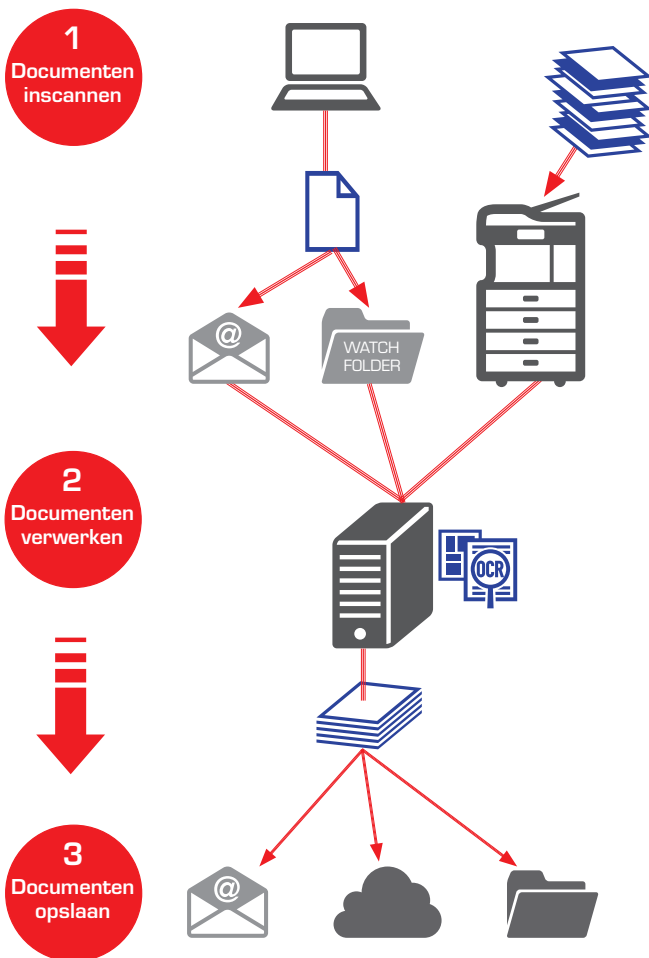 1
Documenten
inscannen
@
WATCH
FOLDER
2
Documenten
verwerken
OCR
3
Documenten
opslaan
@